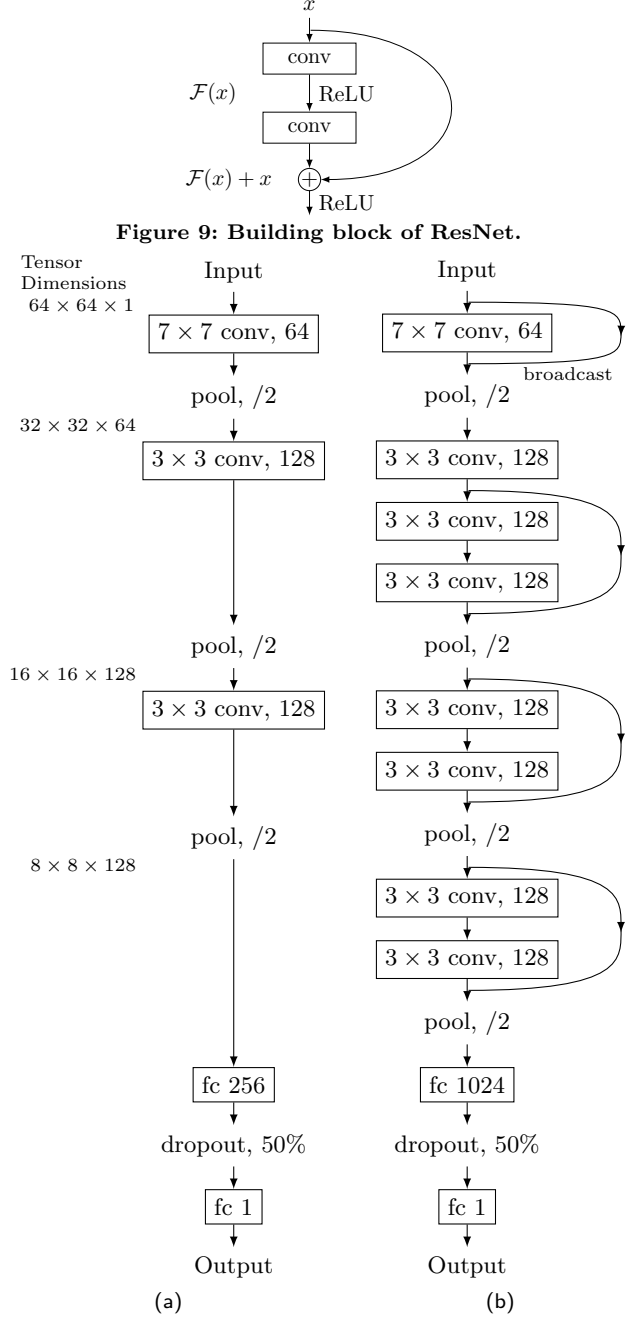 x
conv
F(x)
ReLU
conv
F(x) + x
+
ReLU
Figure 9: Building block of ResNet.
Tensor
Dimensions
64 × 64 × 1
Input
7 × 7 conv, 64
pool, /2
32 × 32 × 64
3 × 3 conv, 128
pool, /2
16 × 16 × 128
3 × 3 conv, 128
pool, /2
8 × 8 × 128
fc 256
dropout, 50%
fc 1
Output
(a)
Input
7 × 7 conv, 64
broadcast
pool, /2
3 × 3 conv, 128
3 × 3 conv, 128
3 × 3 conv, 128
pool, /2
3 × 3 conv, 128
3 × 3 conv, 128
pool, /2
3 × 3 conv, 128
3 × 3 conv, 128
pool, /2
fc 1024
dropout, 50%
fc 1
Output
(b)